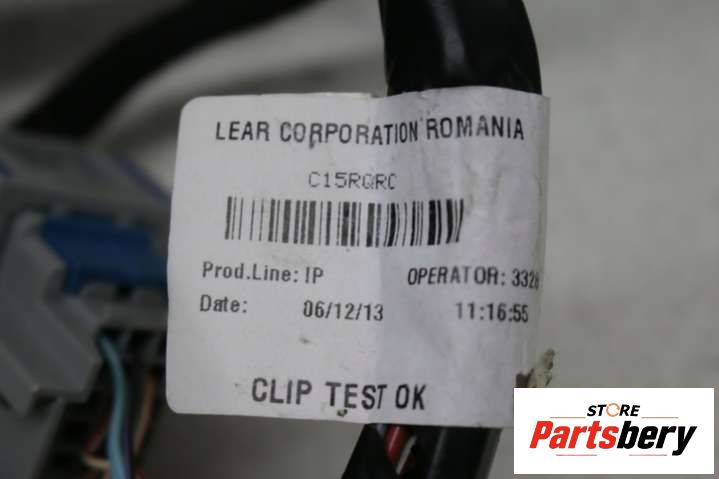 LEAR CORPORATION ROMANIA
C15RQRC
Prod.Line: IP OPERATOR: 3328
Date: 06/12/13 11:16:55
CLIP TEST OK
STORE
Partsbery